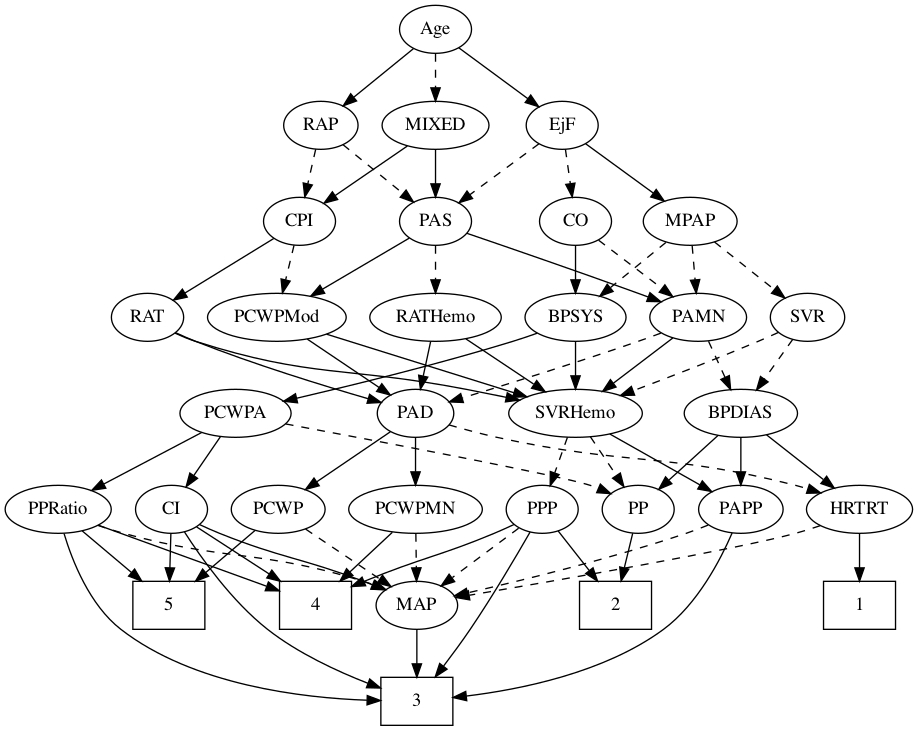 Age
RAP
MIXED
EjF
CPI
PAS
CO
MPAP
RAT
PCWPMod
RATHemo
BPSYS
PAMN
SVR
PCWPA
PAD
SVRHemo
BPDIAS
PPRatio
CI
PCWP
PCWPMN
PPP
PP
PAPP
HRTRT
5
4
MAP
2
1
3